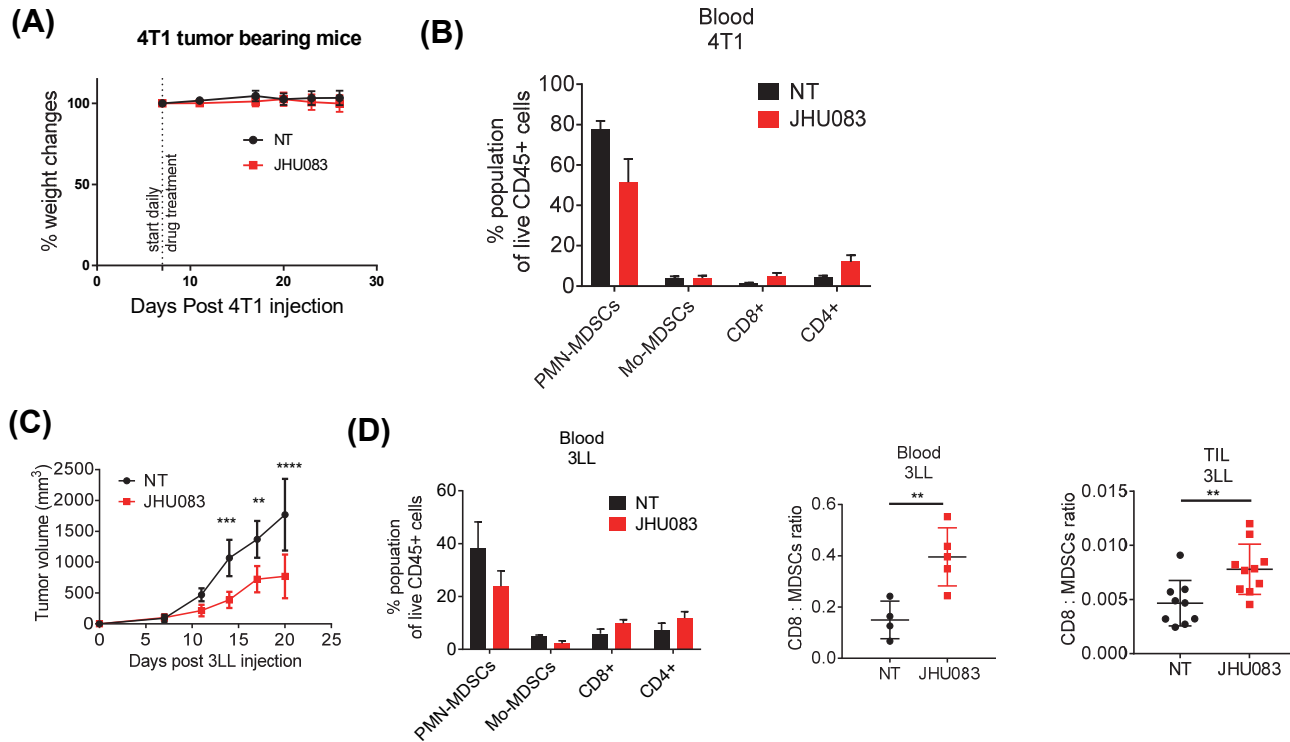 (A)
4T1 tumor bearing mice
% weight changes
100
50
0
start daily
drug treatment
NT
JHU083
0
10
20
30
Days Post 4T1 injection
(B)
Blood
4T1
% population
of live CD45+ cells
100
80
60
40
20
0
NT
JHU083
PMN-MDSCs
Mo-MDSCs
CD8+
CD4+
(C)
Tumor volume (mm³)
2500
2000
1500
1000
500
0
NT
JHU083
***
**
****
0
5
10
15
20
25
Days post 3LL injection
(D)
Blood
3LL
% popuation
of live CD45+ cells
60
40
20
0
NT
JHU083
PMN-MDSCs
Mo-MDSCs
CD8+
CD4+
Blood
3LL
CD8 : MDSCs ratio
0.6
0.4
0.2
0.0
**
NT
JHU083
TIL
3LL
CD8 : MDSCs ratio
0.015
0.010
0.005
0.000
**
NT
JHU083